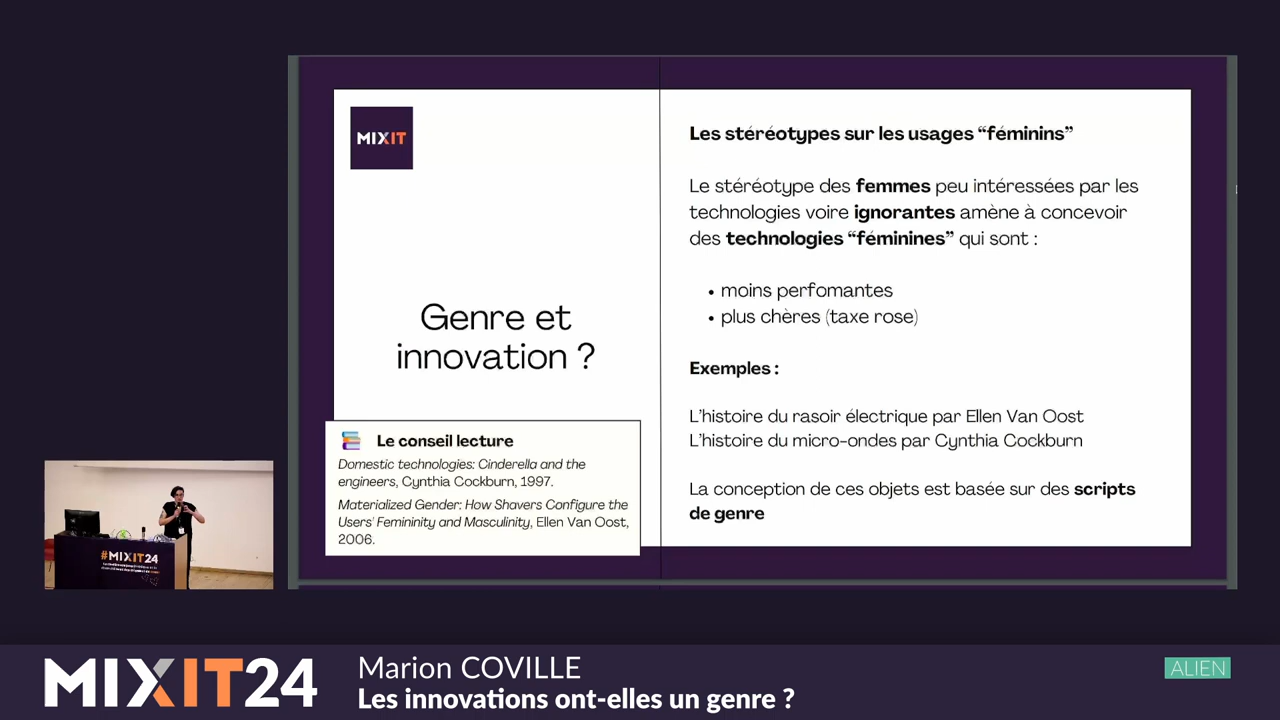 MIXIT
Genre et
innovation ?
Le conseil lecture
Domestic technologies: Cinderella and the
engineers, Cynthia Cockburn, 1997.
Materialized Gender: How Shavers Configure the
Users' Femininity and Masculinity, Ellen Van Oost,
2006.
Les stéréotypes sur les usages “féminins”
Le stéréotype des femmes peu intéressées par les
technologies voire ignorantes amène à concevoir
des technologies “féminines” qui sont :
• moins perfomantes
• plus chères (taxe rose)
Exemples :
L’histoire du rasoir électrique par Ellen Van Oost
L’histoire du micro-ondes par Cynthia Cockburn
La conception de ces objets est basée sur des scripts
de genre
#MIXIT24
MIXIT24
Marion COVILLE
Les innovations ont-elles un genre ?
ALIEN